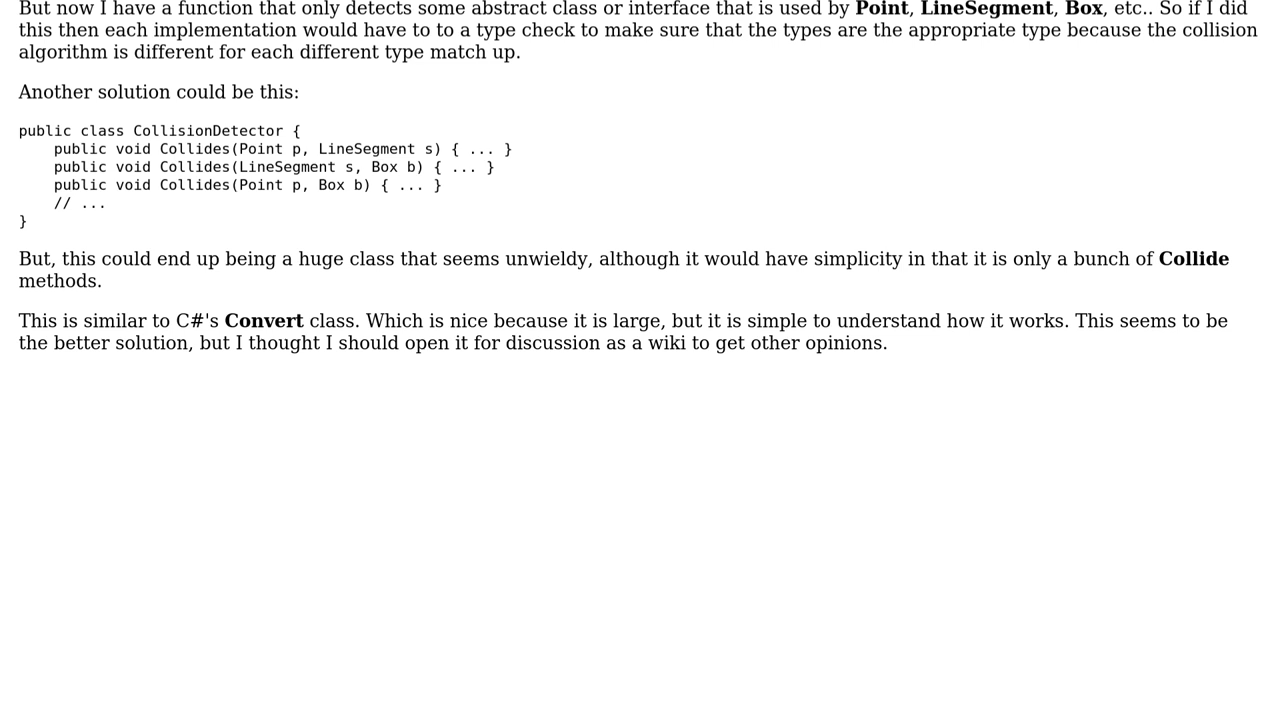 But now I have a function that only detects some abstract class or interface that is used by Point, LineSegment, Box, etc.. So if I did
this then each implementation would have to to a type check to make sure that the types are the appropriate type because the collision
algorithm is different for each different type match up.
Another solution could be this:
public class CollisionDetector {
    public void Collides(Point p, LineSegment s) { ... }
    public void Collides(LineSegment s, Box b) { ... }
    public void Collides(Point p, Box b) { ... }
    // ...
}
But, this could end up being a huge class that seems unwieldy, although it would have simplicity in that it is only a bunch of Collide
methods.
This is similar to C#'s Convert class. Which is nice because it is large, but it is simple to understand how it works. This seems to be
the better solution, but I thought I should open it for discussion as a wiki to get other opinions.